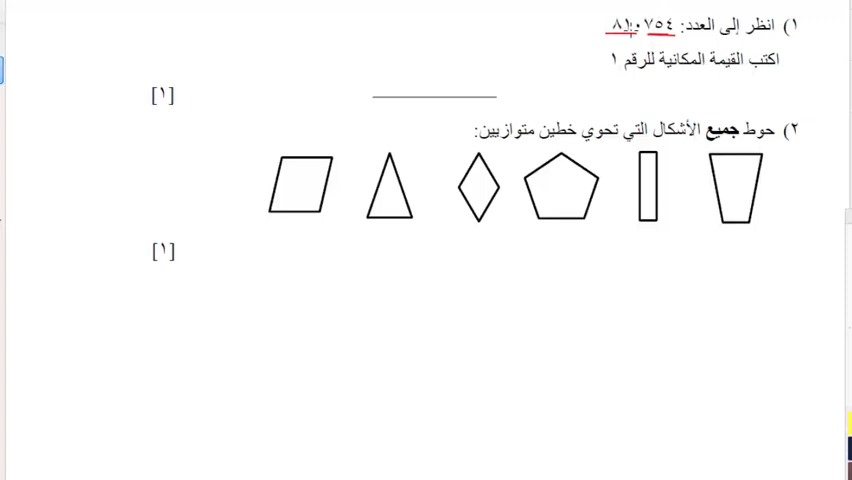 ١) انظر إلى العدد: ٨١٠٧٥٤
اكتب القيمة المكانية للرقم ١
[١]
٢) حوط جميع الأشكال التي تحوي خطين متوازيين:
[١]